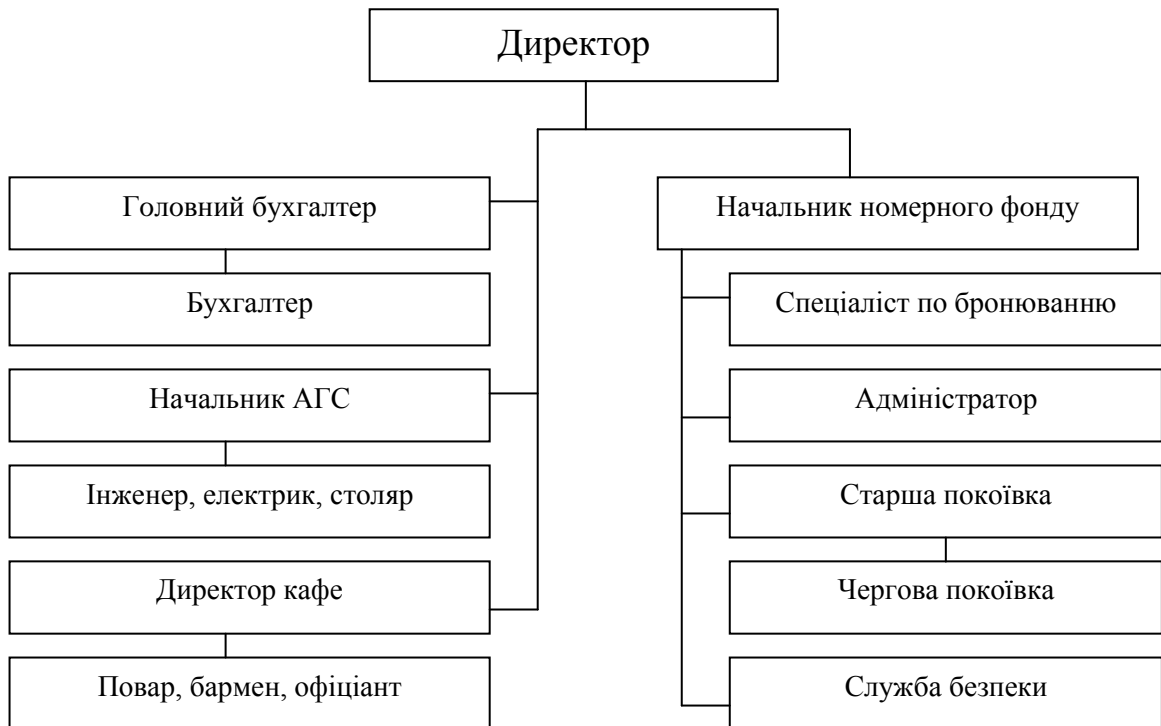 Директор
Головний бухгалтер
Бухгалтер
Начальник АГС
Інженер, електрик, столяр
Директор кафе
Повар, бармен, офіціант
Начальник номерного фонду
Спеціаліст по бронюванню
Адміністратор
Старша покоївка
Чергова покоївка
Служба безпеки